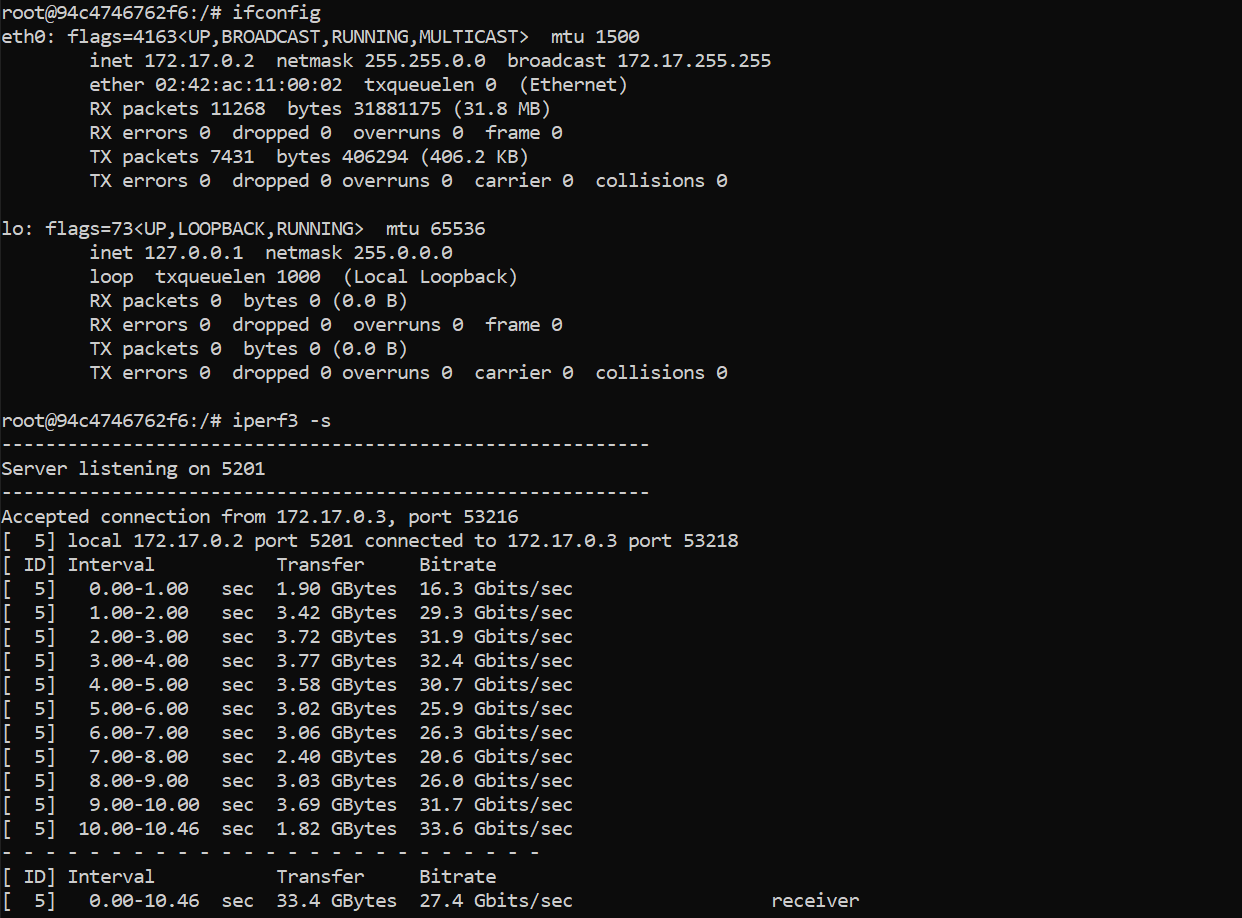 root@94c4746762f6:/# ifconfig
eth0: flags=4163<UP,BROADCAST,RUNNING,MULTICAST>  mtu 1500
        inet 172.17.0.2  netmask 255.255.0.0  broadcast 172.17.255.255
        ether 02:42:ac:11:00:02  txqueuelen 0  (Ethernet)
        RX packets 11268  bytes 31881175 (31.8 MB)
        RX errors 0  dropped 0  overruns 0  frame 0
        TX packets 7431  bytes 406294 (406.2 KB)
        TX errors 0  dropped 0 overruns 0  carrier 0  collisions 0

lo: flags=73<UP,LOOPBACK,RUNNING>  mtu 65536
        inet 127.0.0.1  netmask 255.0.0.0
        loop  txqueuelen 1000  (Local Loopback)
        RX packets 0  bytes 0 (0.0 B)
        RX errors 0  dropped 0  overruns 0  frame 0
        TX packets 0  bytes 0 (0.0 B)
        TX errors 0  dropped 0 overruns 0  carrier 0  collisions 0

root@94c4746762f6:/# iperf3 -s
-----------------------------------------------------------
Server listening on 5201
-----------------------------------------------------------
Accepted connection from 172.17.0.3, port 53216
[  5] local 172.17.0.2 port 5201 connected to 172.17.0.3 port 53218
[ ID] Interval           Transfer     Bitrate
[  5]   0.00-1.00   sec  1.90 GBytes  16.3 Gbits/sec
[  5]   1.00-2.00   sec  3.42 GBytes  29.3 Gbits/sec
[  5]   2.00-3.00   sec  3.72 GBytes  31.9 Gbits/sec
[  5]   3.00-4.00   sec  3.77 GBytes  32.4 Gbits/sec
[  5]   4.00-5.00   sec  3.58 GBytes  30.7 Gbits/sec
[  5]   5.00-6.00   sec  3.02 GBytes  25.9 Gbits/sec
[  5]   6.00-7.00   sec  3.06 GBytes  26.3 Gbits/sec
[  5]   7.00-8.00   sec  2.40 GBytes  20.6 Gbits/sec
[  5]   8.00-9.00   sec  3.03 GBytes  26.0 Gbits/sec
[  5]   9.00-10.00  sec  3.69 GBytes  31.7 Gbits/sec
[  5]  10.00-10.46  sec  1.82 GBytes  33.6 Gbits/sec
- - - - - - - - - - - - - - - - - - - - - - - - -
[ ID] Interval           Transfer     Bitrate
[  5]   0.00-10.46  sec  33.4 GBytes  27.4 Gbits/sec                  receiver